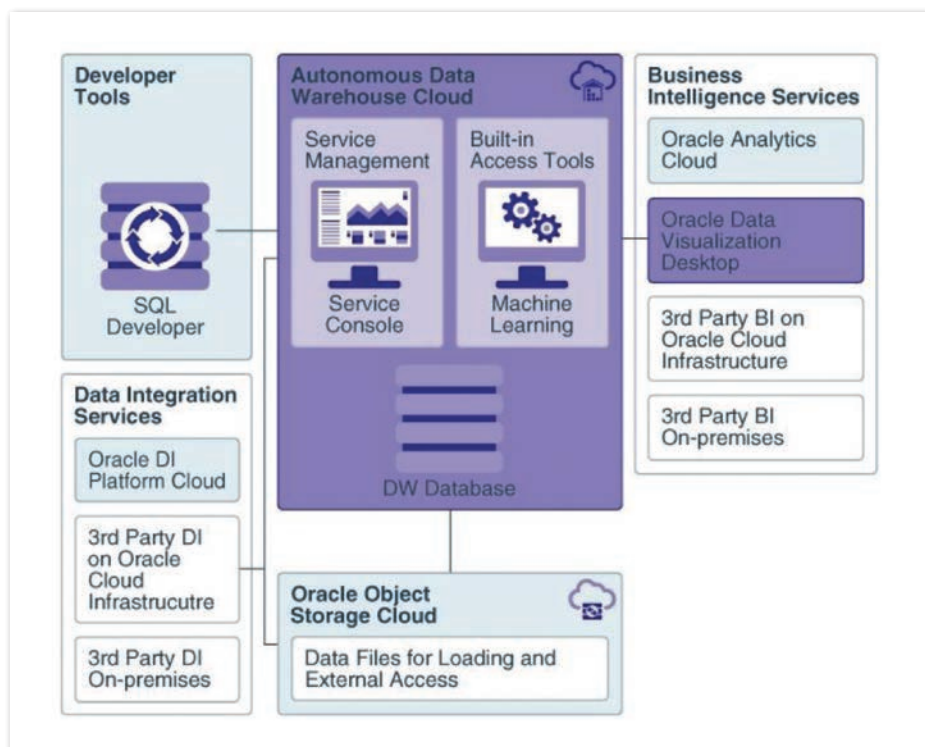 Developer
Tools
SQL
Developer
Data Integration
Services
Oracle DI
Platform Cloud
3rd Party DI
on Oracle
Cloud
Infrastrucutre
3rd Party DI
On-premises
Autonomous Data
Warehouse Cloud
Service
Management
Service
Console
Built-in
Access Tools
Machine
Learning
DW Database
Oracle Object
Storage Cloud
Data Files for Loading and
External Access
Business
Intelligence Services
Oracle Analytics
Cloud
Oracle Data
Visualization
Desktop
3rd Party BI on
Oracle Cloud
Infrastructure
3rd Party BI
On-premises